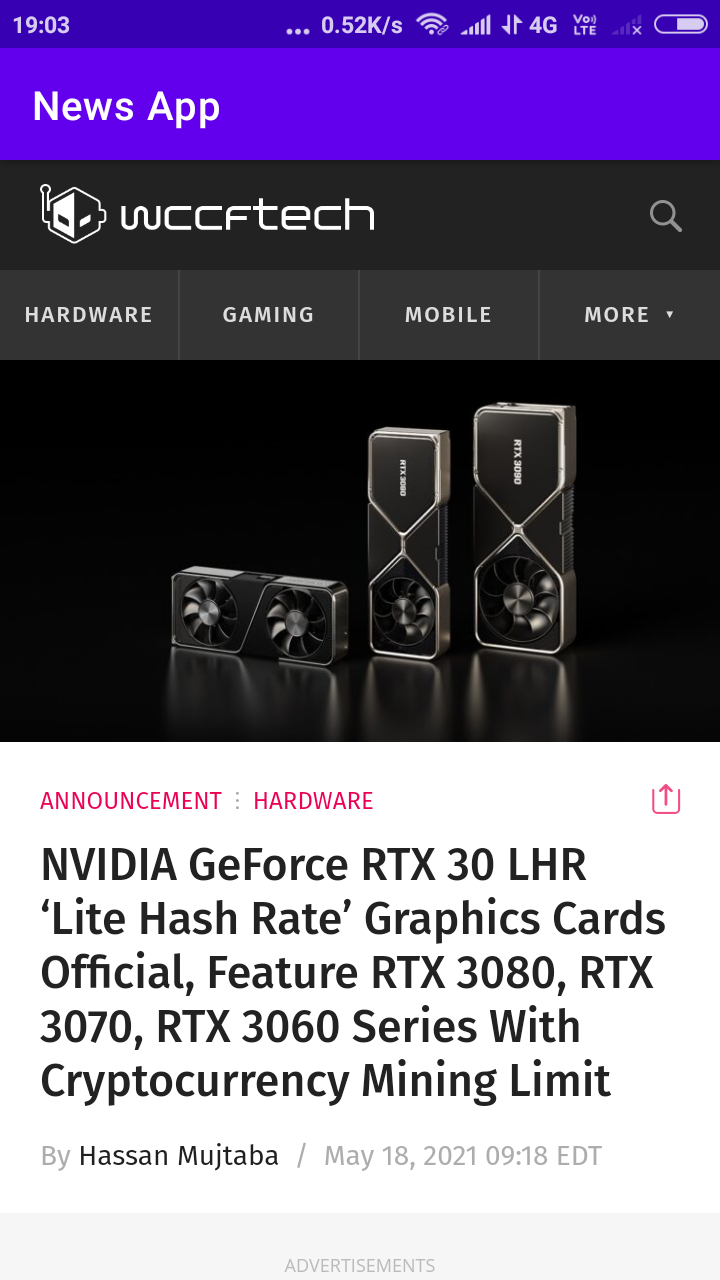 19:03 ... 0.52K/s 4G Vo) LTE
News App
wccftech
HARDWARE GAMING MOBILE MORE ▾
RTX 3080
RTX 3090
ANNOUNCEMENT ⋮ HARDWARE
NVIDIA GeForce RTX 30 LHR
‘Lite Hash Rate’ Graphics Cards
Official, Feature RTX 3080, RTX
3070, RTX 3060 Series With
Cryptocurrency Mining Limit
By Hassan Mujtaba / May 18, 2021 09:18 EDT
ADVERTISEMENTS